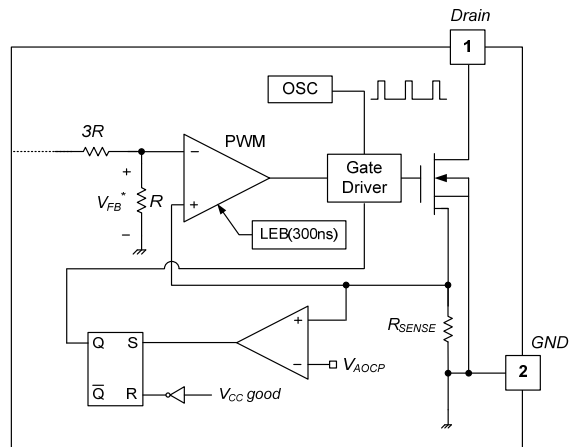 Drain
1
OSC
3R
PWM
−
+
Gate
Driver
+
V_FB*
R
−
LEB(300ns)
+
R_SENSE
GND
Q
S
−
V_AOCP
2
Q̅
R
V_CC good